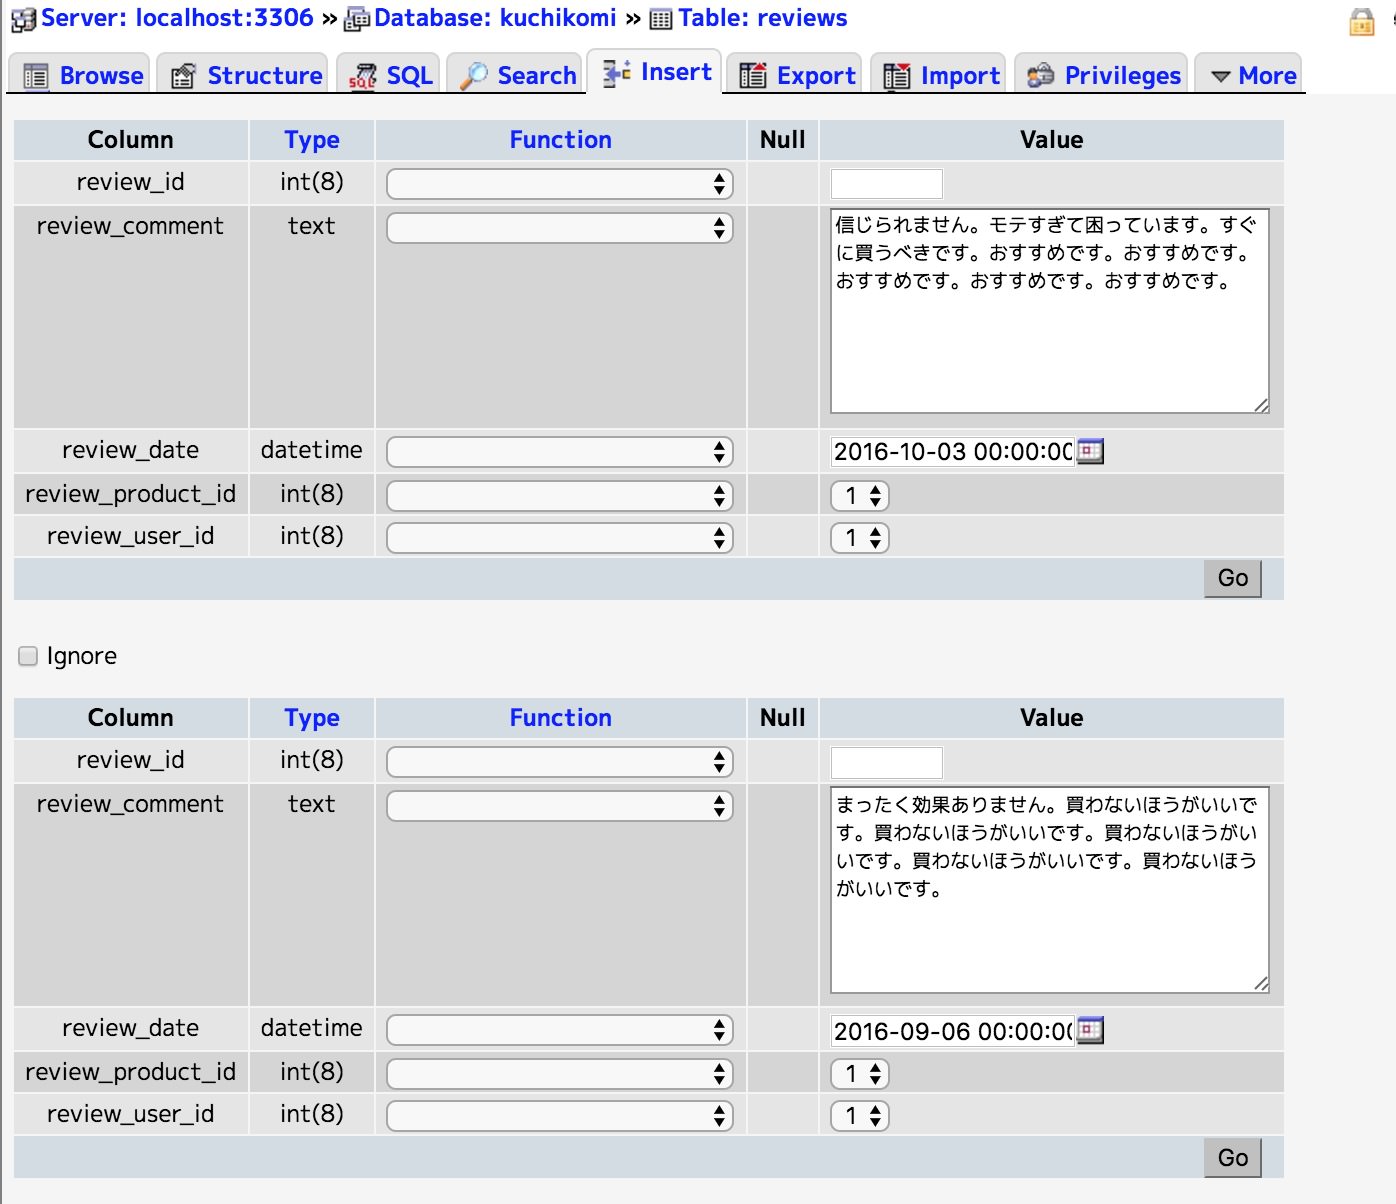 Server: localhost:3306 » Database: kuchikomi » Table: reviews
Browse Structure SQL Search Insert Export Import Privileges More
Column Type Function Null Value
review_id int(8)
review_comment text
信じられません。モテすぎて困っています。すぐ
に買うべきです。おすすめです。おすすめです。
おすすめです。おすすめです。おすすめです。
review_date datetime 2016-10-03 00:00:00
review_product_id int(8) 1
review_user_id int(8) 1
Go
Ignore
Column Type Function Null Value
review_id int(8)
review_comment text
まったく効果ありません。買わないほうがいいで
す。買わないほうがいいです。買わないほうがい
いです。買わないほうがいいです。買わないほう
がいいです。
review_date datetime 2016-09-06 00:00:00
review_product_id int(8) 1
review_user_id int(8) 1
Go